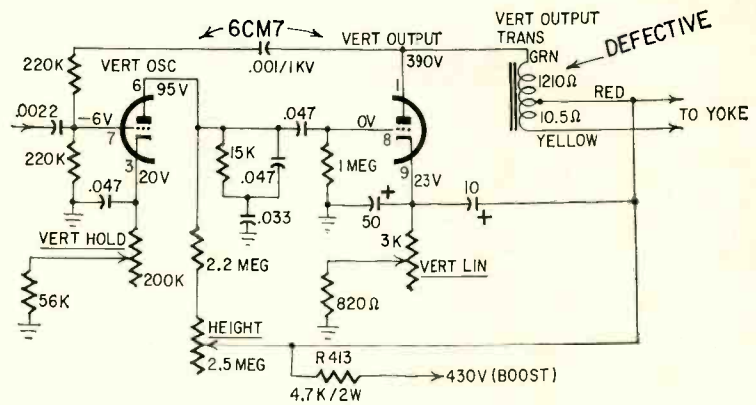 6CM7
VERT OUTPUT
TRANS
DEFECTIVE
220K
VERT OSC
.001/1KV
VERT OUTPUT
390V
GRN
1210Ω
RED
10.5Ω
YELLOW
TO YOKE
6
95V
1
.0022
-6V
7
.047
0V
8
220K
3
20V
15K
.047
1 MEG
9
23V
.047
.033
50
+
10
+
VERT HOLD
200K
2.2 MEG
3K
VERT LIN
56K
820Ω
HEIGHT
2.5 MEG
R413
4.7K/2W
430V (BOOST)